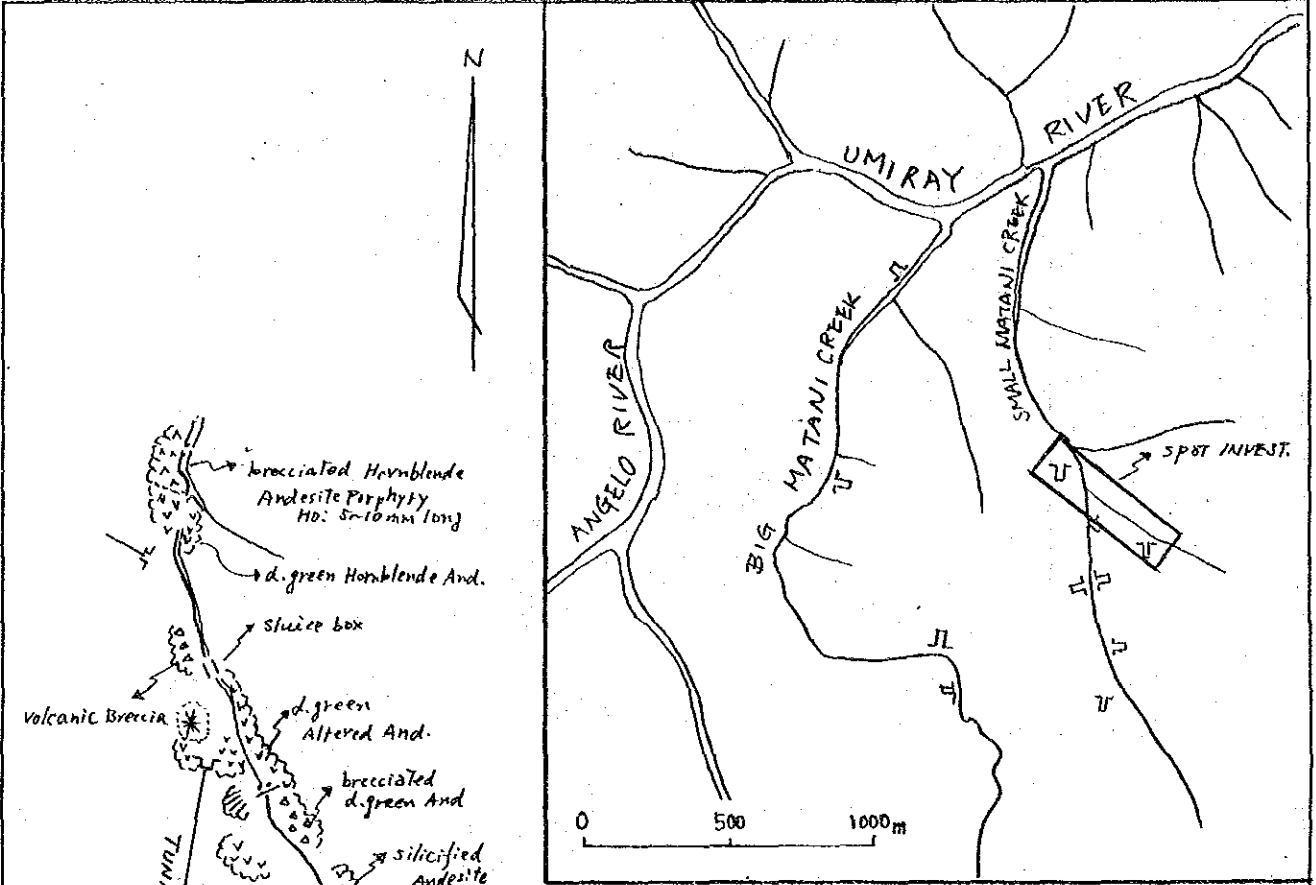 N
brecciated Hornblende
Andesite Porphyry
HO: 5~10mm long
d.green Hornblende And.
sluice box
Volcanic Breccia
d.green
Altered And.
brecciated
d.green And
silicified
Andesite
UMIRAY RIVER
ANGELO RIVER
BIG MATANI CREEK
SMALL MATANI CREEK
SPOT INVEST.
0 500 1000m